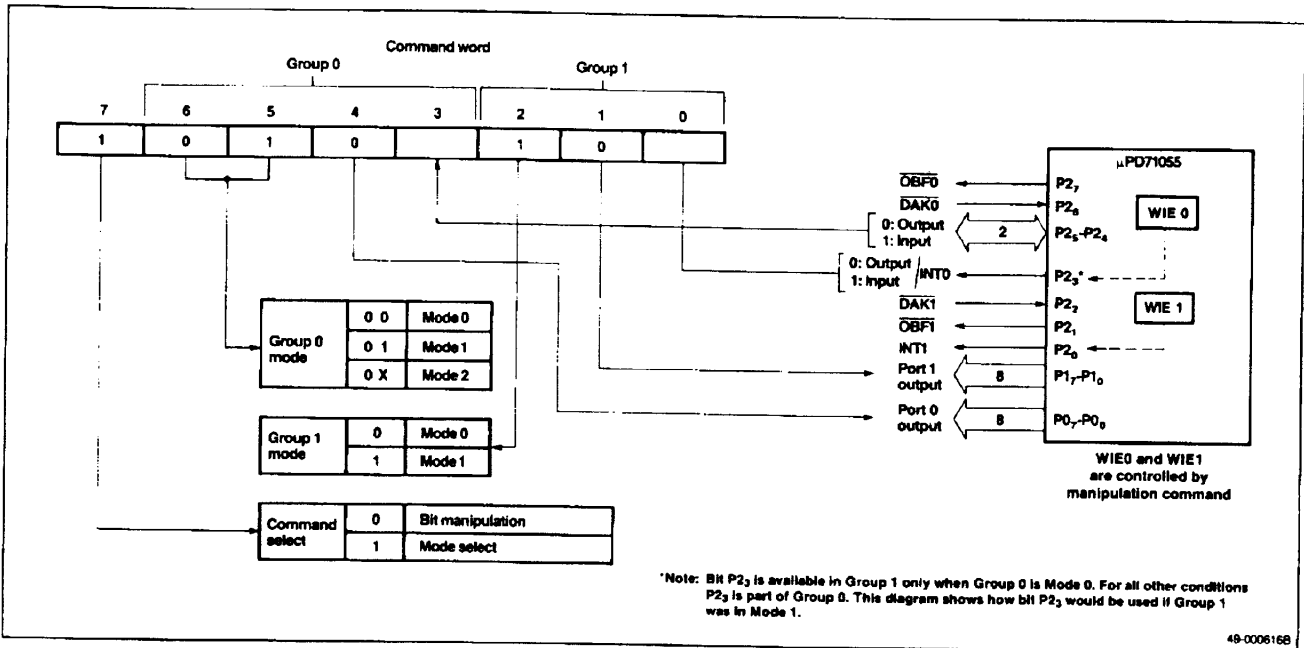 Command word
Group 0
Group 1
7 6 5 4 3 2 1 0
1 0 1 0 1 0
μPD71055
OBF0
P2₇
DAK0
P2₆
WIE 0
0: Output
1: Input
2
P2₅-P2₄
0: Output
1: Input
/INT0
P2₃*
DAK1
P2₂
WIE 1
OBF1
P2₁
INT1
P2₀
Port 1
output
8
P1₇-P1₀
Port 0
output
8
P0₇-P0₀
WIE0 and WIE1
are controlled by
manipulation command
Group 0
mode
0 0 Mode 0
0 1 Mode 1
0 X Mode 2
Group 1
mode
0 Mode 0
1 Mode 1
Command
select
0 Bit manipulation
1 Mode select
*Note: Bit P2₃ is available in Group 1 only when Group 0 is Mode 0. For all other conditions
P2₃ is part of Group 0. This diagram shows how bit P2₃ would be used if Group 1
was in Mode 1.
49-000616B